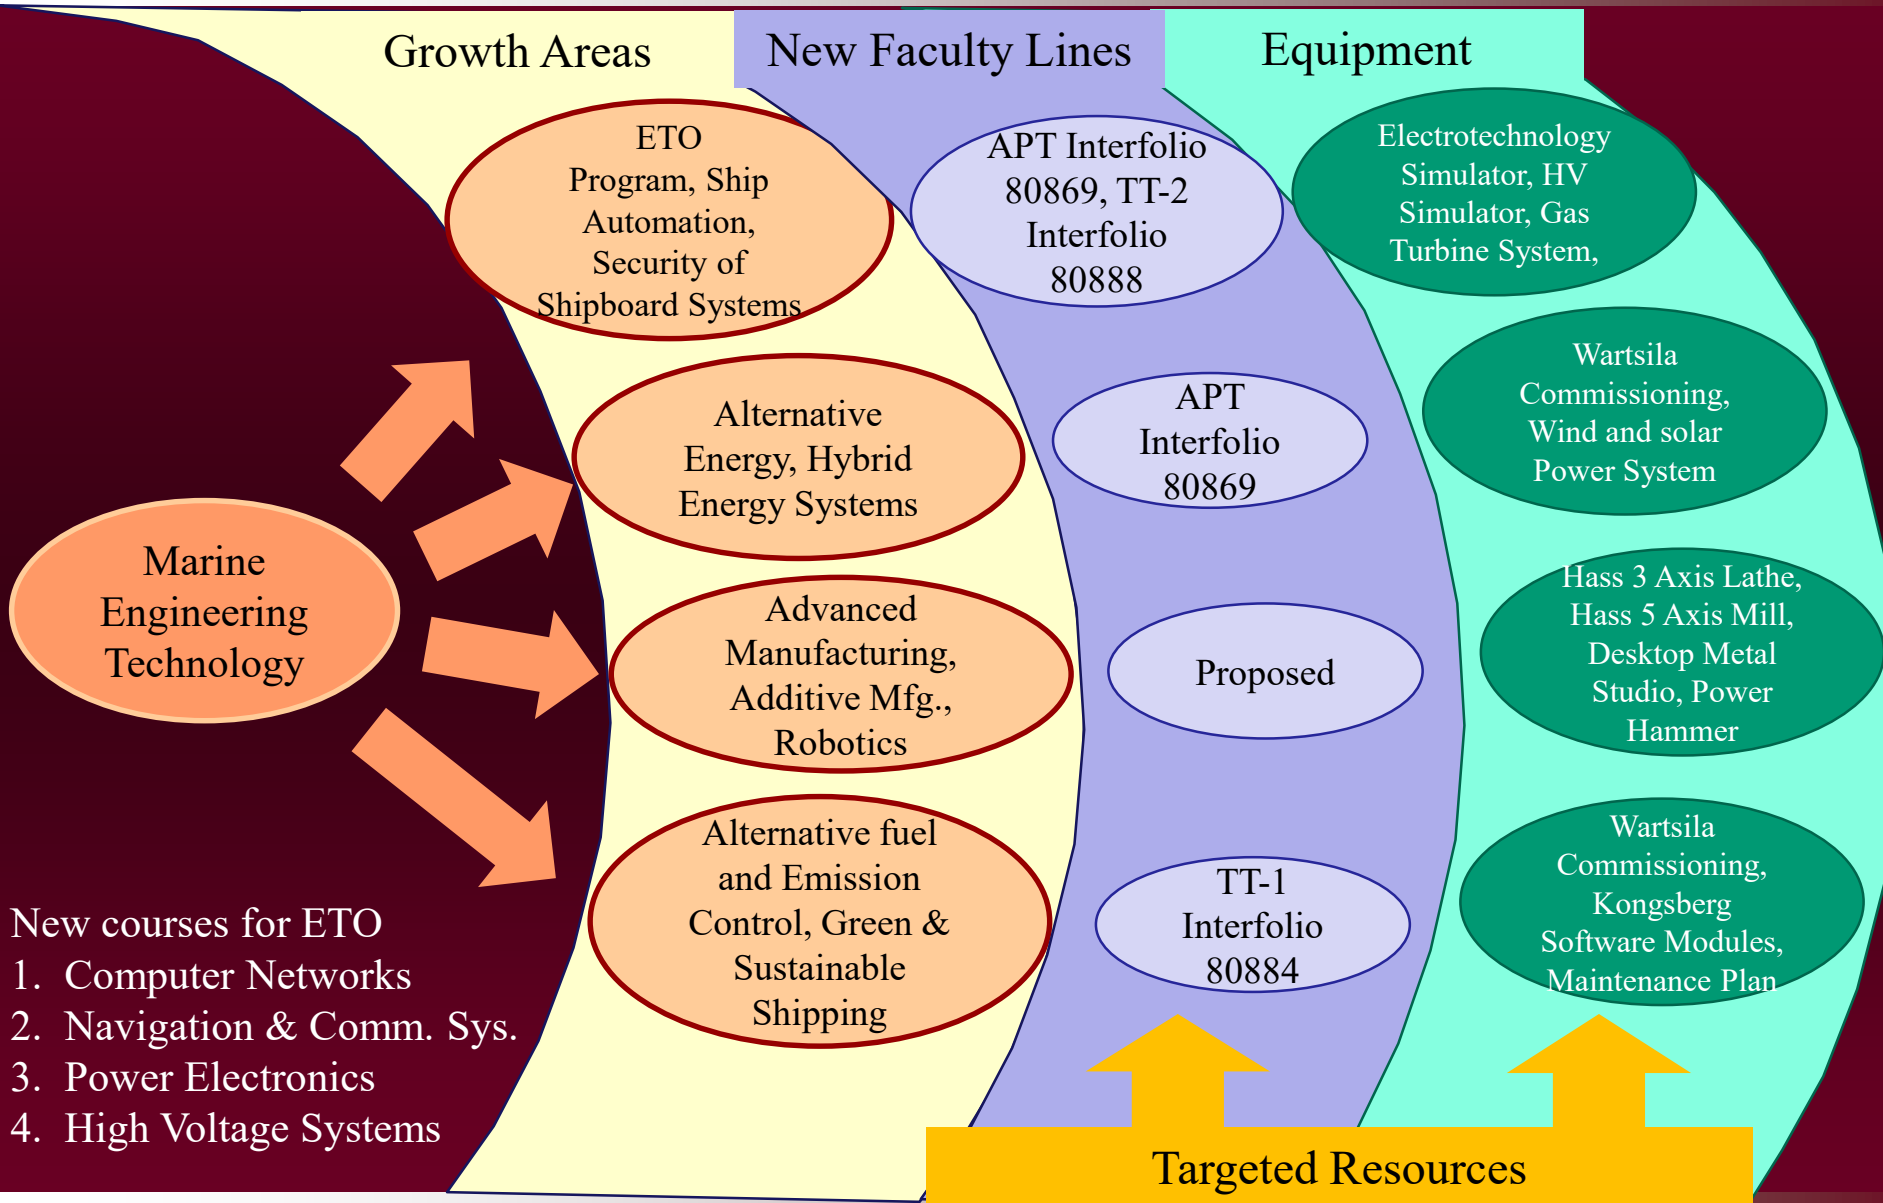 Growth Areas
New Faculty Lines
Equipment
ETO
Program, Ship
Automation,
Security of
Shipboard Systems
APT Interfolio
80869, TT-2
Interfolio
80888
Electrotechnology
Simulator, HV
Simulator, Gas
Turbine System,
Alternative
Energy, Hybrid
Energy Systems
APT
Interfolio
80869
Wartsila
Commissioning,
Wind and solar
Power System
Marine
Engineering
Technology
Advanced
Manufacturing,
Additive Mfg.,
Robotics
Proposed
Hass 3 Axis Lathe,
Hass 5 Axis Mill,
Desktop Metal
Studio, Power
Hammer
Alternative fuel
and Emission
Control, Green &
Sustainable
Shipping
TT-1
Interfolio
80884
Wartsila
Commissioning,
Kongsberg
Software Modules,
Maintenance Plan
New courses for ETO
1. Computer Networks
2. Navigation & Comm. Sys.
3. Power Electronics
4. High Voltage Systems
Targeted Resources